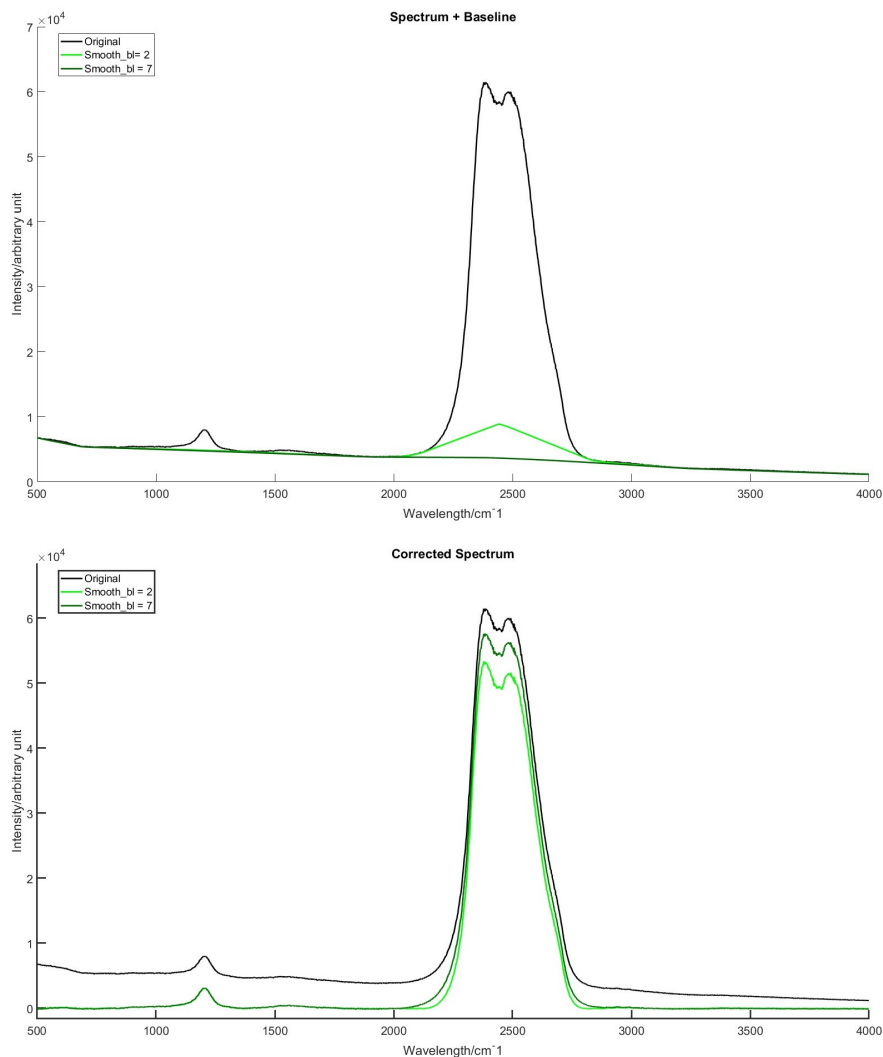 Spectrum + Baseline
×10^4
Original
Smooth_bl= 2
Smooth_bl = 7
Intensity/arbitrary unit
7
6
5
4
3
2
1
0
500 1000 1500 2000 2500 3000 3500 4000
Wavelength/cm⁻1
Corrected Spectrum
×10^4
Original
Smooth_bl = 2
Smooth_bl = 7
Intensity/arbitrary unit
6
5
4
3
2
1
0
500 1000 1500 2000 2500 3000 3500 4000
Wavelength/cm⁻1